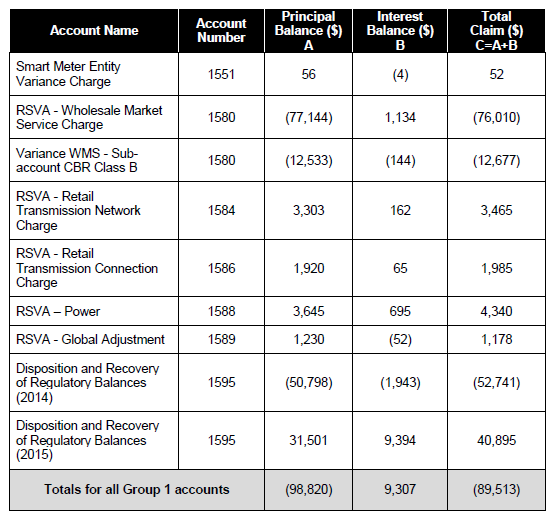 Account Name
Account
Number
Principal
Balance ($)
A
Interest
Balance ($)
B
Total
Claim ($)
C=A+B
Smart Meter Entity
Variance Charge
1551
56
(4)
52
RSVA - Wholesale Market
Service Charge
1580
(77,144)
1,134
(76,010)
Variance WMS - Sub-
account CBR Class B
1580
(12,533)
(144)
(12,677)
RSVA - Retail
Transmission Network
Charge
1584
3,303
162
3,465
RSVA - Retail
Transmission Connection
Charge
1586
1,920
65
1,985
RSVA – Power
1588
3,645
695
4,340
RSVA - Global Adjustment
1589
1,230
(52)
1,178
Disposition and Recovery
of Regulatory Balances
(2014)
1595
(50,798)
(1,943)
(52,741)
Disposition and Recovery
of Regulatory Balances
(2015)
1595
31,501
9,394
40,895
Totals for all Group 1 accounts
(98,820)
9,307
(89,513)